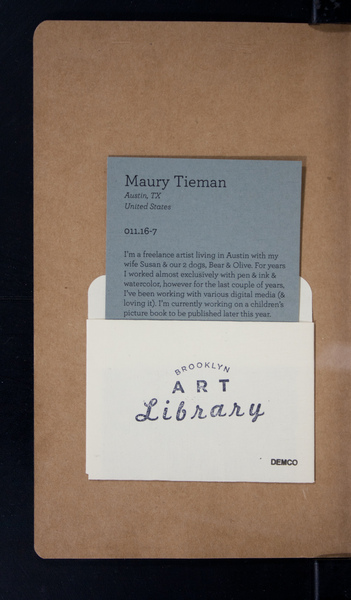 Maury Tieman
Austin, TX
United States
011.16-7
I'm a freelance artist living in Austin with my
wife Susan & our 2 dogs, Bear & Olive. For years
I worked almost exclusively with pen & ink &
watercolor, however for the last couple of years,
I've been working with various digital media (&
loving it). I'm currently working on a children's
picture book to be published later this year.
BROOKLYN
ART
Library
DEMCO